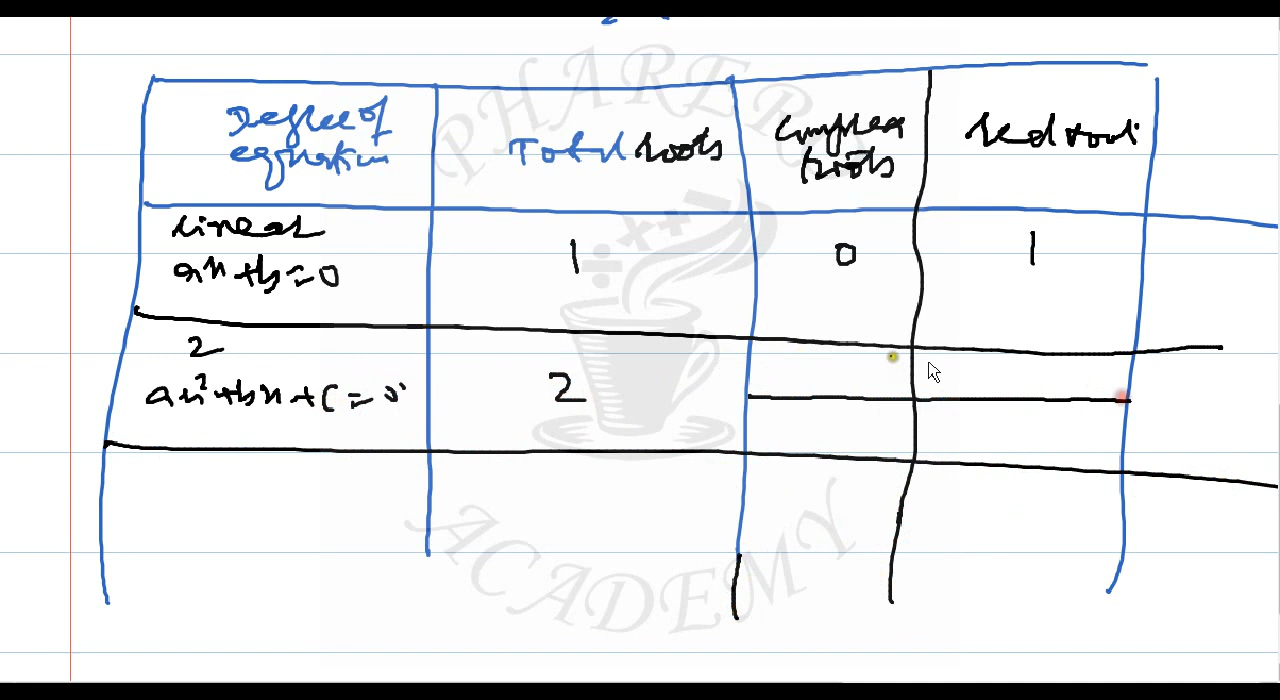 Degree of
equation
Total roots
Complex
roots
Real root
Linear
ax+b=0
1
0
1
2
ax²+bx+c=0
2
PHARER
ACADEMY